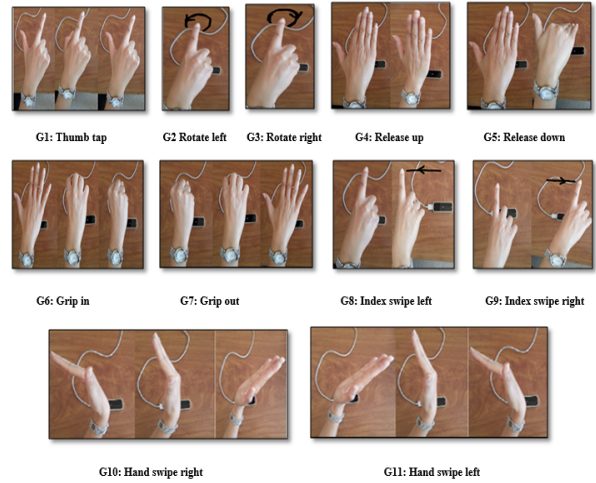 G1: Thumb tap
G2 Rotate left
G3: Rotate right
G4: Release up
G5: Release down
G6: Grip in
G7: Grip out
G8: Index swipe left
G9: Index swipe right
G10: Hand swipe right
G11: Hand swipe left